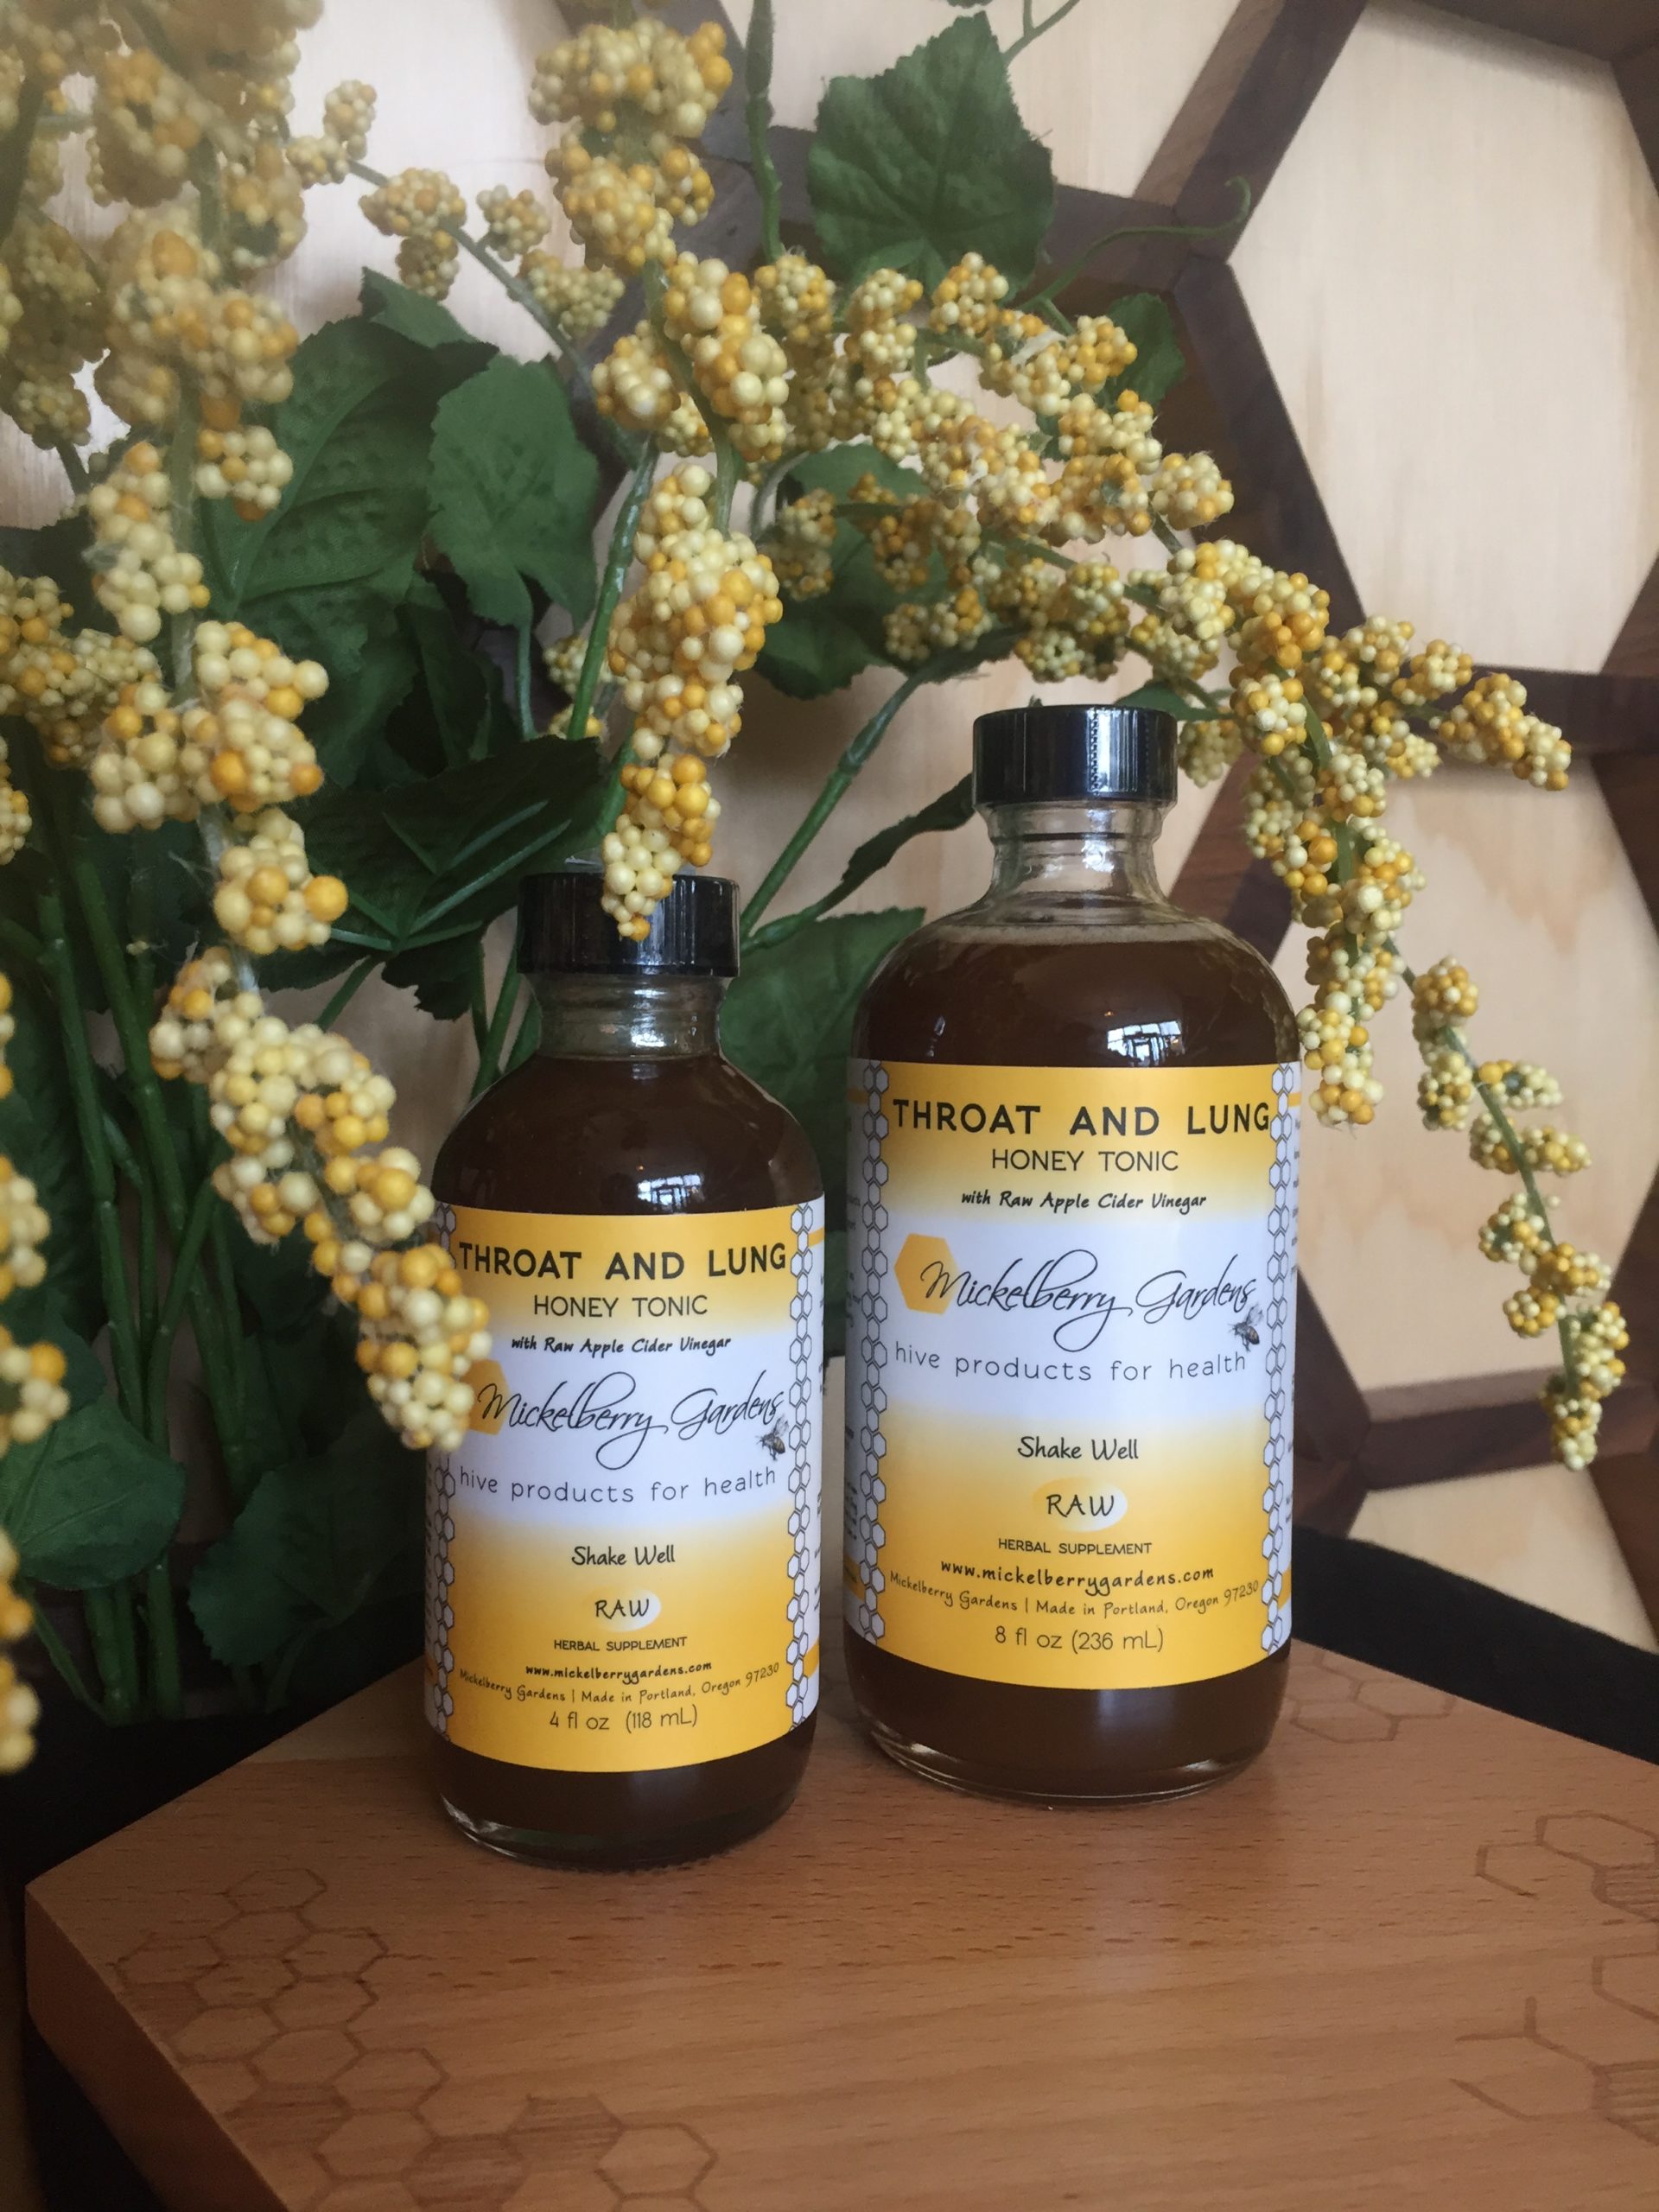 THROAT AND LUNG
HONEY TONIC
with Raw Apple Cider Vinegar
Mickelberry Gardens
hive products for health
Shake Well
RAW
HERBAL SUPPLEMENT
www.mickelberrygardens.com
Mickelberry Gardens | Made in Portland, Oregon 97230
4 fl oz (118 mL)
THROAT AND LUNG
HONEY TONIC
with Raw Apple Cider Vinegar
Mickelberry Gardens
hive products for health
Shake Well
RAW
HERBAL SUPPLEMENT
www.mickelberrygardens.com
Mickelberry Gardens | Made in Portland, Oregon 97230
8 fl oz (236 mL)